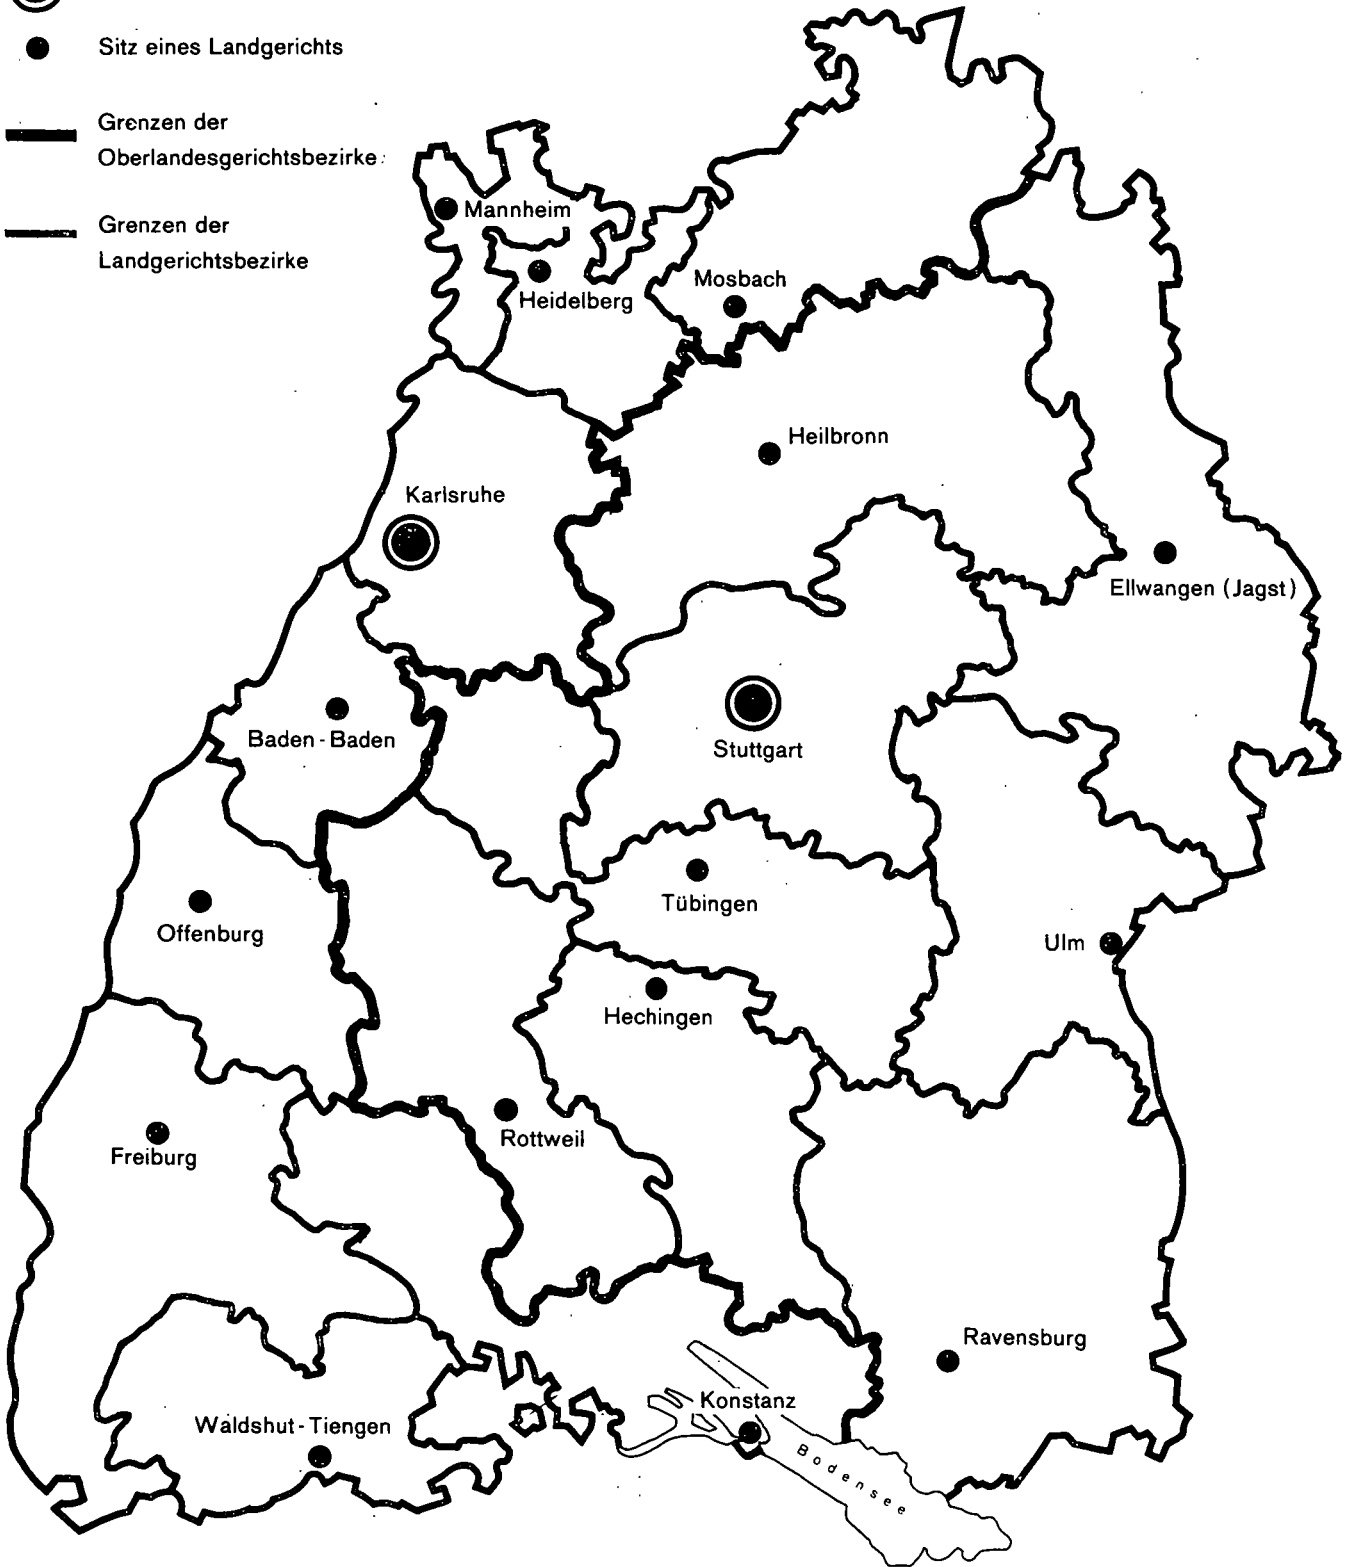 Sitz eines Landgerichts
Grenzen der
Oberlandesgerichtsbezirke
Grenzen der
Landgerichtsbezirke
Mannheim
Heidelberg
Mosbach
Heilbronn
Karlsruhe
Ellwangen (Jagst)
Baden-Baden
Stuttgart
Tübingen
Offenburg
Ulm
Hechingen
Rottweil
Freiburg
Ravensburg
Konstanz
Waldshut-Tiengen
Bodensee